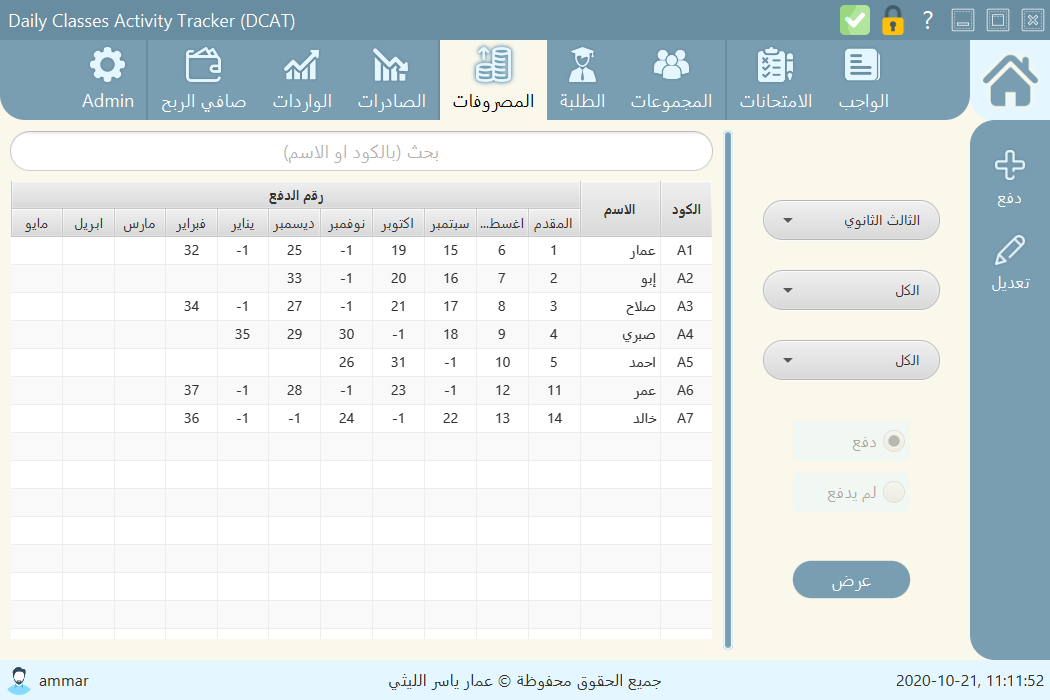 Daily Classes Activity Tracker (DCAT)
?
الواجب
الامتحانات
المجموعات
الطلبة
المصروفات
الصادرات
الواردات
صافي الربح
Admin
دفع
تعديل
بحث (بالكود او الاسم)
الكود الاسم رقم الدفع
المقدم اغسط... سبتمبر اكتوبر نوفمبر ديسمبر يناير فبراير مارس ابريل مايو
A1 عمار 1 6 15 19 -1 25 -1 32
A2 إبو 2 7 16 20 -1 33
A3 صلاح 3 8 17 21 -1 27 -1 34
A4 صبري 4 9 18 -1 30 29 35
A5 احمد 5 10 -1 31 26
A6 عمر 11 12 -1 23 -1 28 -1 37
A7 خالد 14 13 22 -1 24 -1 -1 36
الثالث الثانوي
الكل
الكل
دفع
لم يدفع
عرض
ammar
جميع الحقوق محفوظة © عمار ياسر الليثي
2020-10-21, 11:11:52